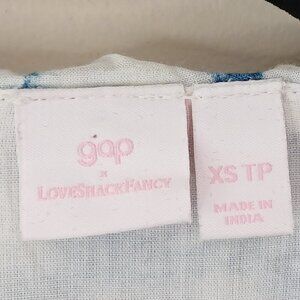 gap
x
LOVESHACKFANCY
XS TP
MADE IN
INDIA